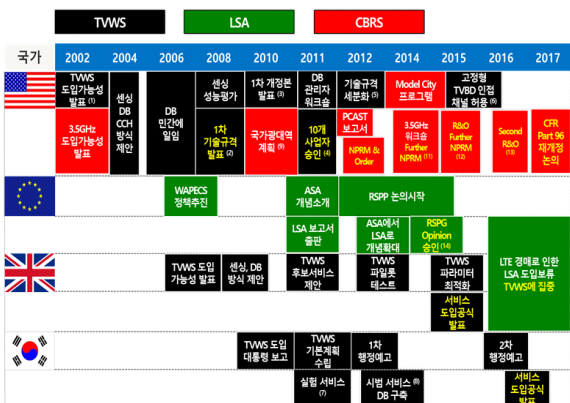 TVWS
LSA
CBRS
국가
2002
2004
2006
2008
2010
2011
2012
2014
2015
2016
2017
TVWS
도입가능성
발표 (1)
센싱
DB
CCH
방식
제안
DB
민간에
일임
센싱
성능평가
1차 개정본
발표 (3)
DB
관리자
워크숍
기술규격
세분화 (5)
Model City
프로그램
고정형
TVBD 인접
채널 허용 (6)
3.5GHz
도입가능성
발표
1차
기술규격
발표 (2)
국가광대역
계획 (9)
10개
사업자
승인 (4)
PCAST
보고서
NPRM &
Order
3.5GHz
워크숍
Further
NPRM (11)
R&O
Further
NPRM
(12)
Second
R&O
(13)
CFR
Part 96
재개정
논의
WAPECS
정책추진
ASA
개념소개
RSPP 논의시작
LSA 보고서
출판
ASA에서
LSA로
개념확대
RSPG
Opinion
승인 (14)
LTE 경매로 인한
LSA 도입보류
TVWS에 집중
TVWS 도입
가능성 발표
센싱, DB
방식 제안
TVWS
후보서비스
제안
TVWS
파일롯
테스트
TVWS
파라미터
최적화
서비스
도입공식
발표
TVWS 도입
대통령 보고
TVWS
기본계획
수립
1차
행정예고
2차
행정예고
실험 서비스
(7)
시범 서비스 (8)
DB 구축
서비스
도입공식
발표